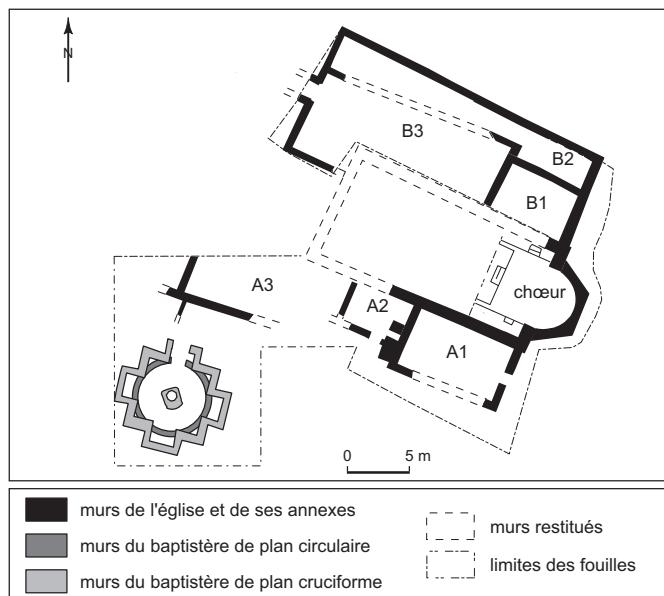 N
B3
B2
B1
A3
A2
chœur
A1
0 5 m
murs de l'église et de ses annexes
murs du baptistère de plan circulaire
murs du baptistère de plan cruciforme
murs restitués
limites des fouilles